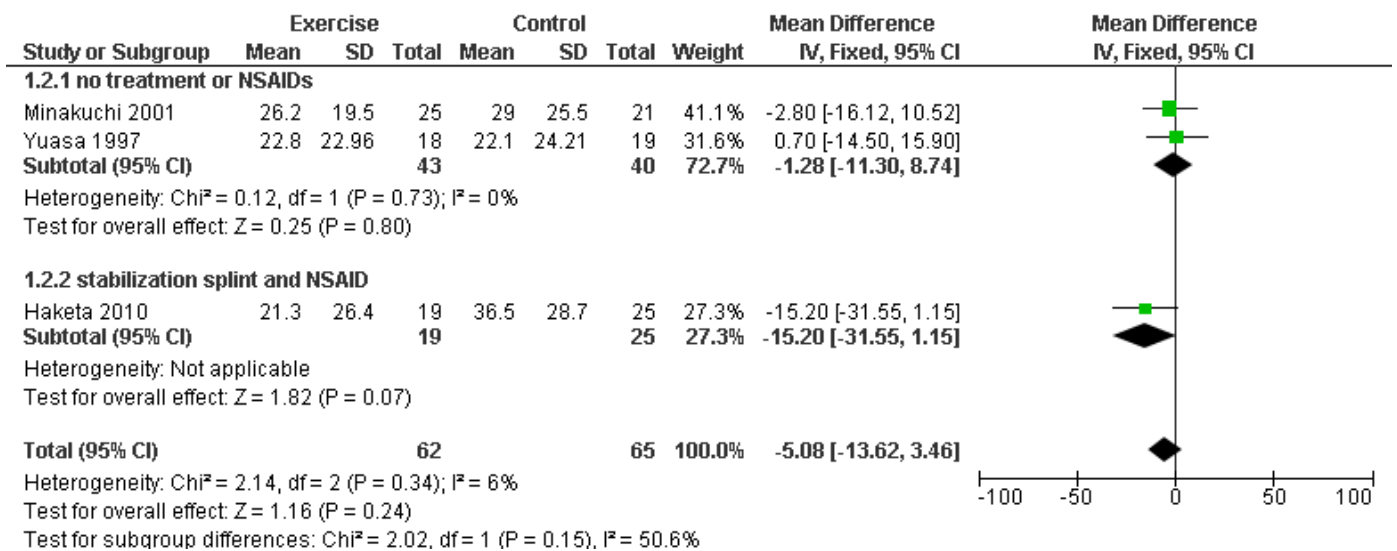 Exercise Control Mean Difference Mean Difference
Study or Subgroup Mean SD Total Mean SD Total Weight IV, Fixed, 95% CI IV, Fixed, 95% CI
1.2.1 no treatment or NSAIDs
Minakuchi 2001 26.2 19.5 25 29 25.5 21 41.1% -2.80 [-16.12, 10.52]
Yuasa 1997 22.8 22.96 18 22.1 24.21 19 31.6% 0.70 [-14.50, 15.90]
Subtotal (95% CI) 43 40 72.7% -1.28 [-11.30, 8.74]
Heterogeneity: Chi² = 0.12, df = 1 (P = 0.73); I² = 0%
Test for overall effect: Z = 0.25 (P = 0.80)
1.2.2 stabilization splint and NSAID
Haketa 2010 21.3 26.4 19 36.5 28.7 25 27.3% -15.20 [-31.55, 1.15]
Subtotal (95% CI) 19 25 27.3% -15.20 [-31.55, 1.15]
Heterogeneity: Not applicable
Test for overall effect: Z = 1.82 (P = 0.07)
Total (95% CI) 62 65 100.0% -5.08 [-13.62, 3.46]
Heterogeneity: Chi² = 2.14, df = 2 (P = 0.34); I² = 6%
-100 -50 0 50 100
Test for overall effect: Z = 1.16 (P = 0.24)
Test for subgroup differences: Chi² = 2.02, df = 1 (P = 0.15), I² = 50.6%